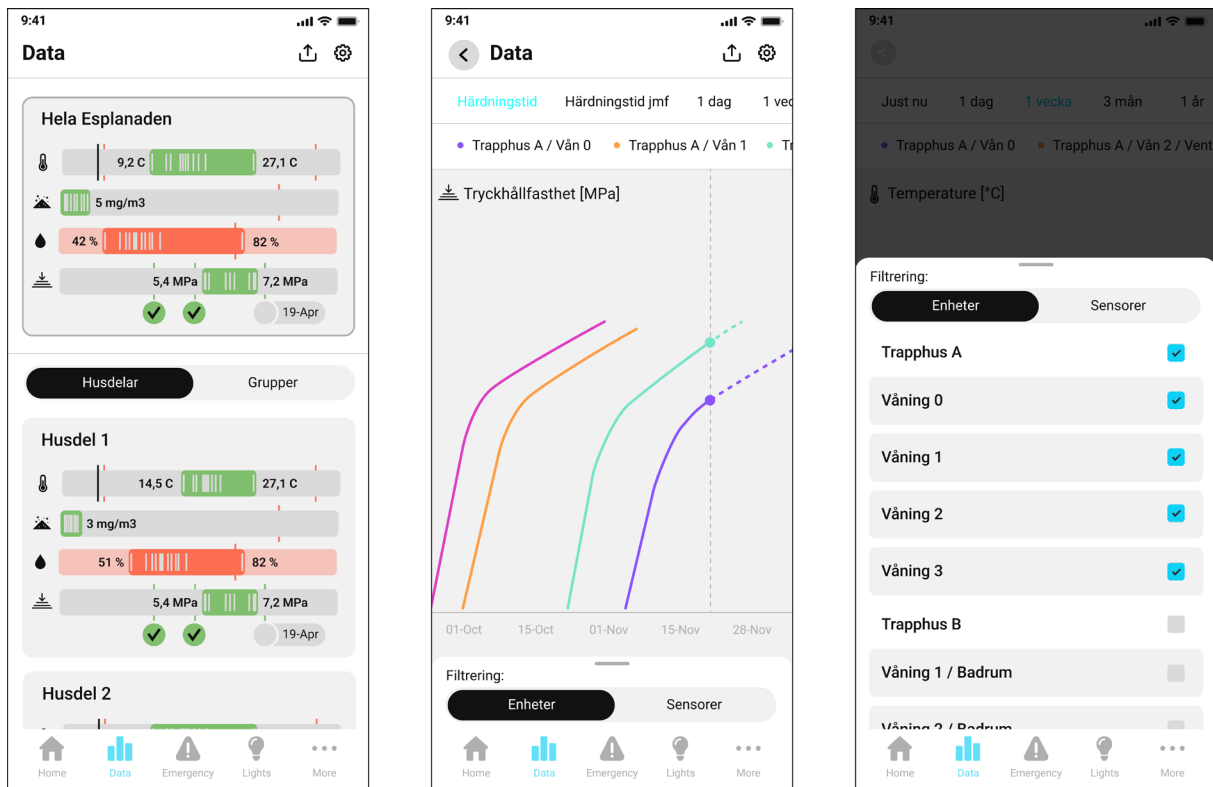 9:41
Data
Hela Esplanaden
9,2 C 27,1 C
5 mg/m3
42 % 82 %
5,4 MPa 7,2 MPa
19-Apr
Husdelar Grupper
Husdel 1
14,5 C 27,1 C
3 mg/m3
51 % 82 %
5,4 MPa 7,2 MPa
19-Apr
Husdel 2
Home Data Emergency Lights More
9:41
Data
Härdningstid Härdningstid jmf 1 dag 1 vec
Trapphus A / Vån 0 Trapphus A / Vån 1 Tr
Tryckhållfasthet [MPa]
01-Oct 15-Oct 01-Nov 15-Nov 28-Nov
Filtrering:
Enheter Sensorer
Home Data Emergency Lights More
9:41
Just nu 1 dag 1 vecka 3 mån 1 år
Trapphus A / Vån 0 Trapphus A / Vån 2 / Vent
Temperature [°C]
Filtrering:
Enheter Sensorer
Trapphus A
Våning 0
Våning 1
Våning 2
Våning 3
Trapphus B
Våning 1 / Badrum
Våning 2 / Badrum
Home Data Emergency Lights More